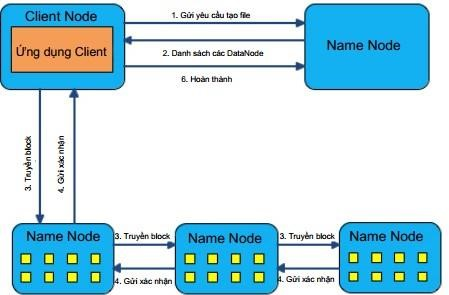 Client Node
Ứng dụng Client
1. Gửi yêu cầu tạo file
2. Danh sách các DataNode
6. Hoàn thành
Name Node
3. Truyền block
4. Gửi xác nhận
Name Node
3. Truyền block
4. Gửi xác nhận
Name Node
3. Truyền block
4. Gửi xác nhận
Name Node